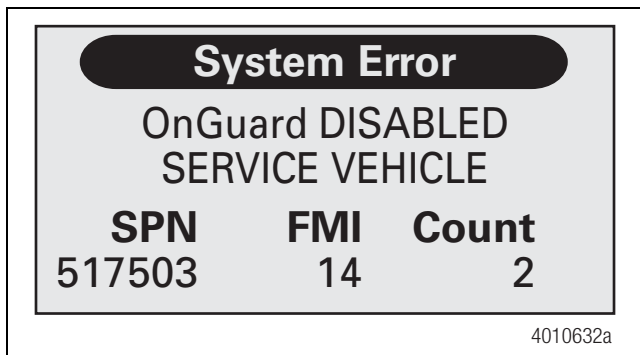 System Error
OnGuard DISABLED
SERVICE VEHICLE
SPN FMI Count
517503 14 2
4010632a